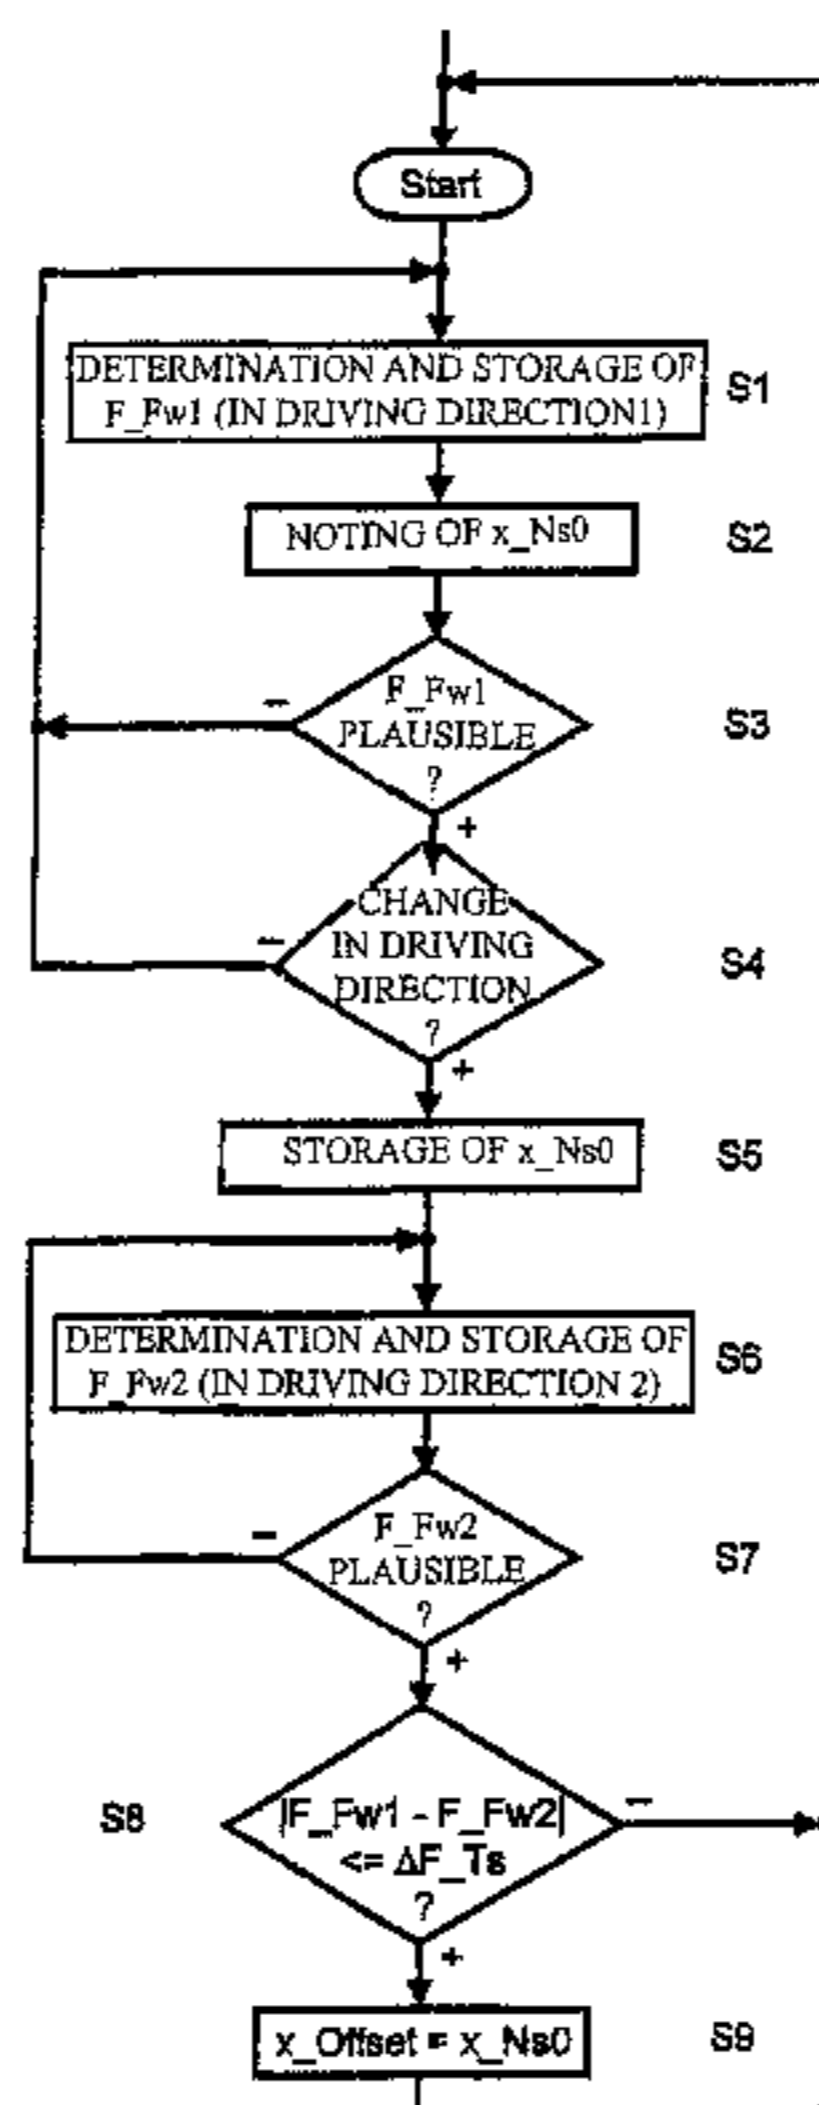 Start
DETERMINATION AND STORAGE OF
F_Fw1 (IN DRIVING DIRECTION1)
S1
NOTING OF x_Ns0
S2
–
F_Fw1
PLAUSIBLE
?
S3
+
–
CHANGE
IN DRIVING
DIRECTION
?
S4
+
STORAGE OF x_Ns0
S5
DETERMINATION AND STORAGE OF
F_Fw2 (IN DRIVING DIRECTION 2)
S6
–
F_Fw2
PLAUSIBLE
?
S7
+
S8
|F_Fw1 - F_Fw2|
<= ΔF_Ts
?
–
+
x_Offset = x_Ns0
S9